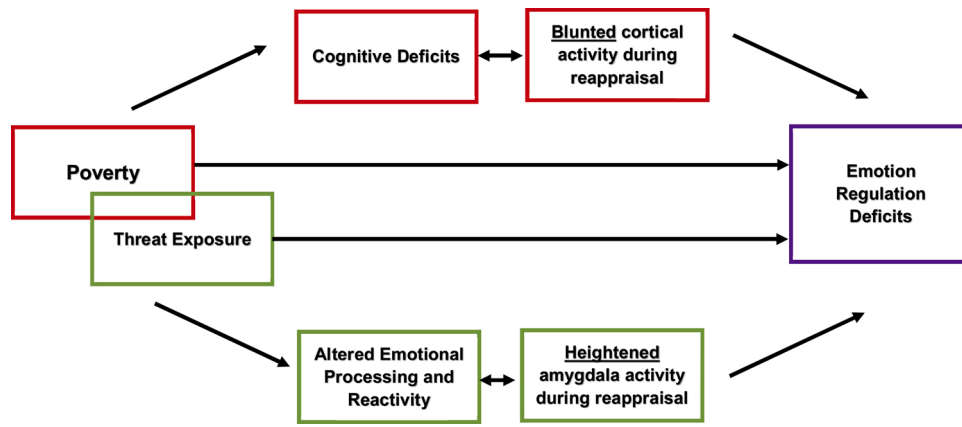 Cognitive Deficits
Blunted cortical
activity during
reappraisal
Poverty
Threat Exposure
Emotion
Regulation
Deficits
Altered Emotional
Processing and
Reactivity
Heightened
amygdala activity
during reappraisal